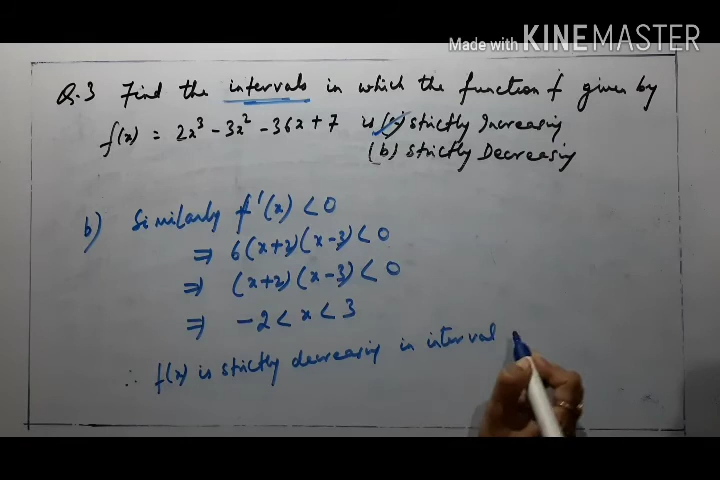 Made with KINEMASTER
Q.3 Find the intervals in which the function f given by
f(x) = 2x³ - 3x² - 36x + 7 is (a) strictly Increasing
(b) strictly Decreasing
b) Similarly f'(x) < 0
⇒ 6(x+2)(x-3) < 0
⇒ (x+2)(x-3) < 0
⇒ -2 < x < 3
∴ f(x) is strictly decreasing in interval